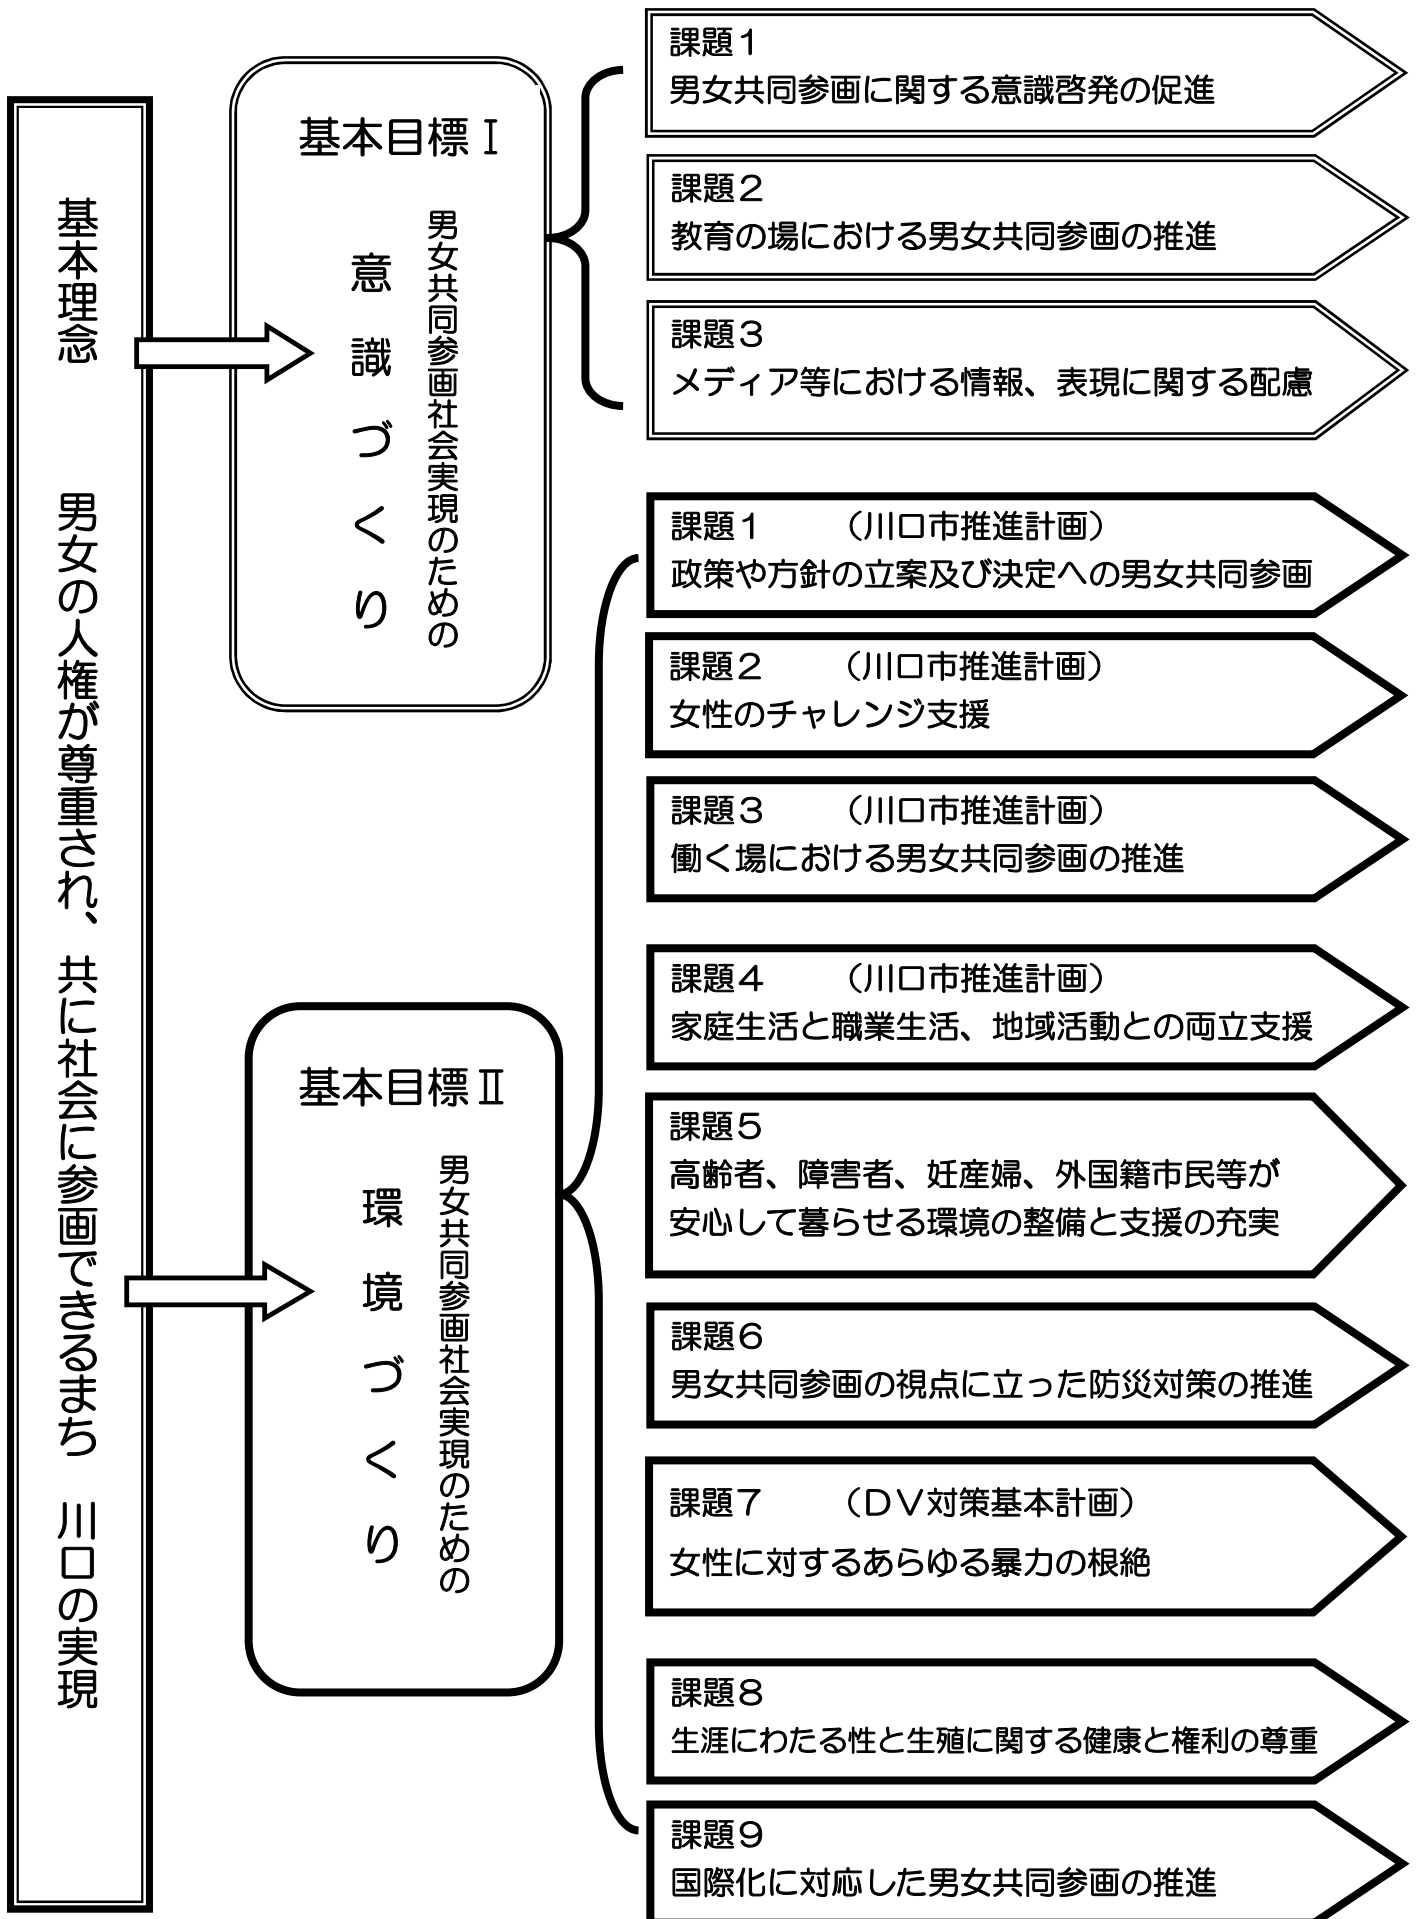 基本理念　男女の人権が尊重され、共に社会に参画できるまち　川口の実現
基本目標Ⅰ
男女共同参画社会実現のための
意識づくり
課題１
男女共同参画に関する意識啓発の促進
課題２
教育の場における男女共同参画の推進
課題３
メディア等における情報、表現に関する配慮
基本目標Ⅱ
男女共同参画社会実現のための
環境づくり
課題１　　（川口市推進計画）
政策や方針の立案及び決定への男女共同参画
課題２　　（川口市推進計画）
女性のチャレンジ支援
課題３　　（川口市推進計画）
働く場における男女共同参画の推進
課題４　　（川口市推進計画）
家庭生活と職業生活、地域活動との両立支援
課題５
高齢者、障害者、妊産婦、外国籍市民等が
安心して暮らせる環境の整備と支援の充実
課題６
男女共同参画の視点に立った防災対策の推進
課題７　　（ＤＶ対策基本計画）
女性に対するあらゆる暴力の根絶
課題８
生涯にわたる性と生殖に関する健康と権利の尊重
課題９
国際化に対応した男女共同参画の推進